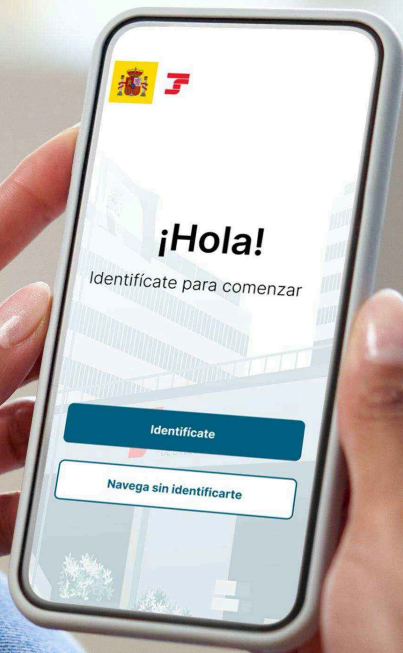 ¡Hola!
Identifícate para comenzar
Identifícate
Navega sin identificarte